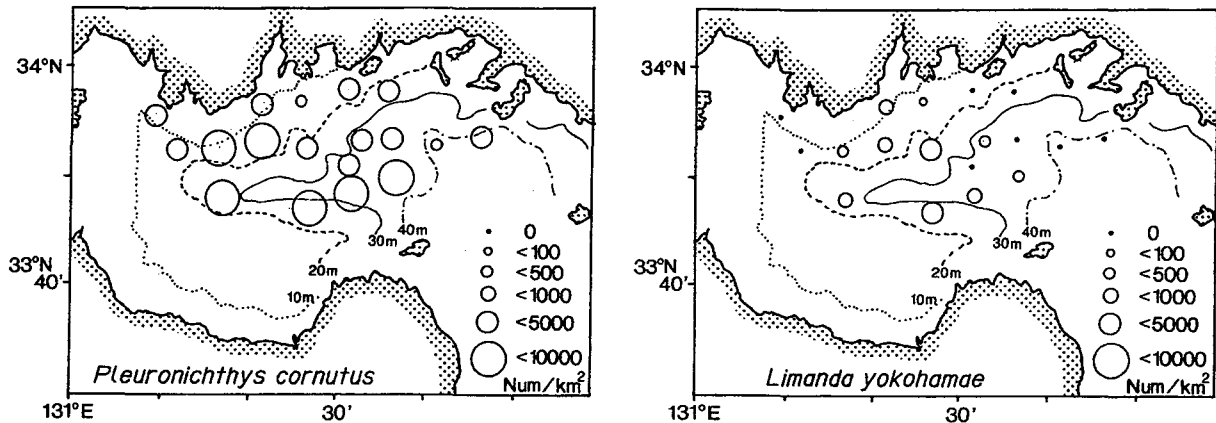 34°N
33°N
40'
10m
20m
30m
40m
• 0
<100
<500
<1000
<5000
<10000
Num/km²
Pleuronichthys cornutus
131°E
30'
34°N
33°N
40'
10m
20m
30m
40m
• 0
<100
<500
<1000
<5000
<10000
Num/km²
Limanda yokohamae
131°E
30'